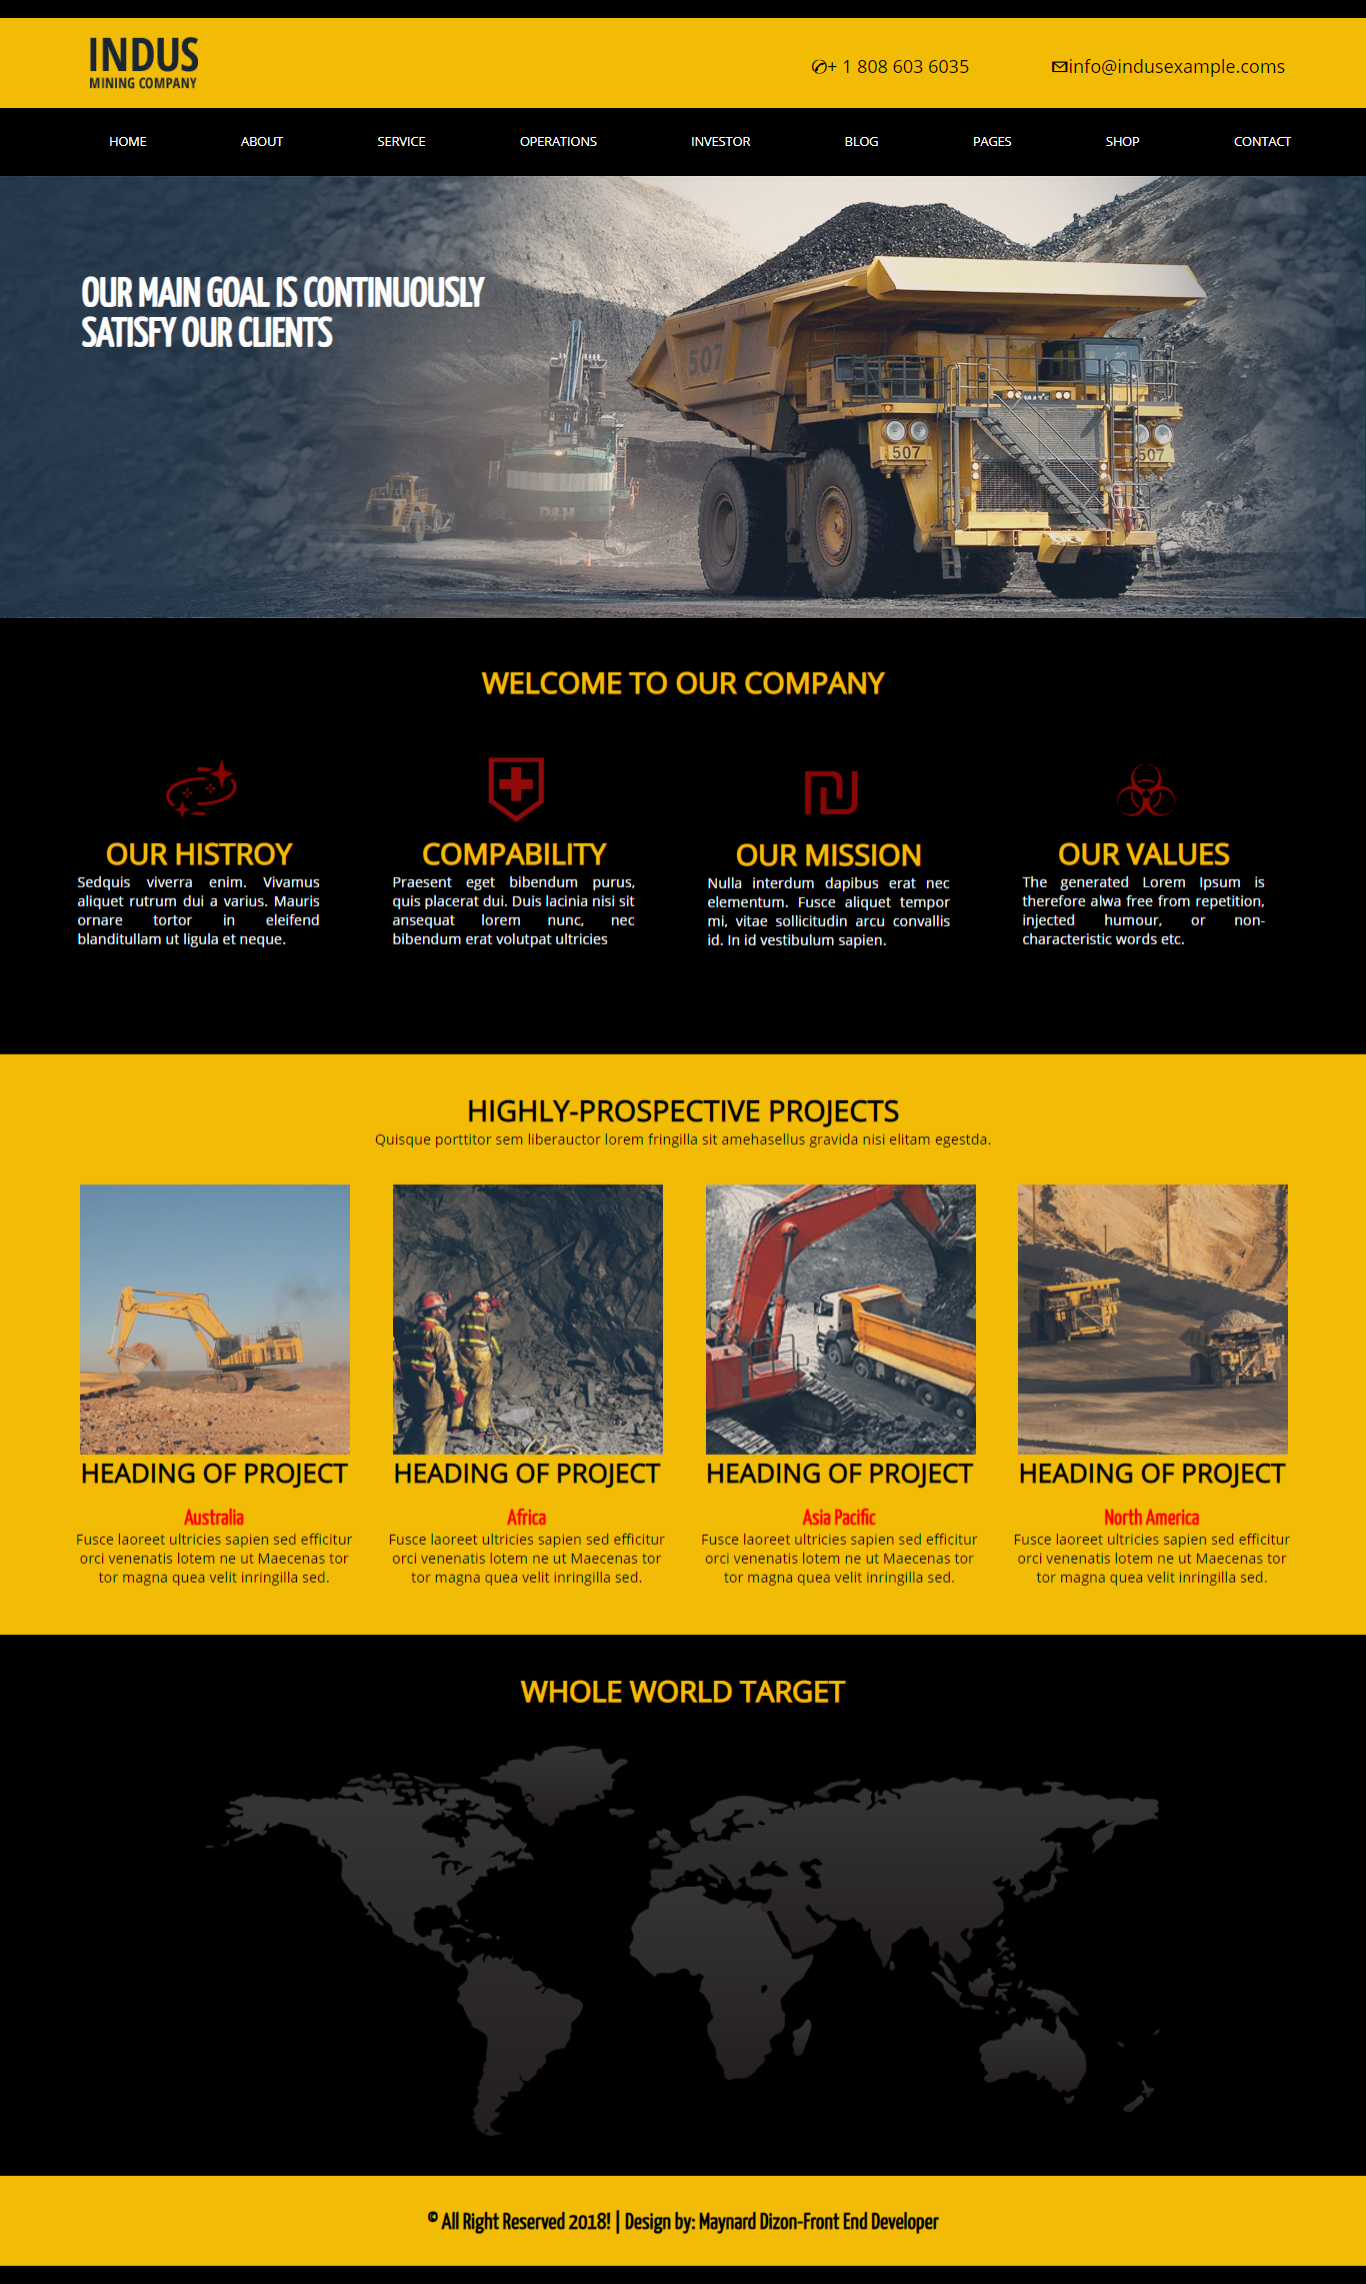 INDUS
MINING COMPANY
✆+ 1 808 603 6035
info@indusexample.coms
HOME ABOUT SERVICE OPERATIONS INVESTOR BLOG PAGES SHOP CONTACT
OUR MAIN GOAL IS CONTINUOUSLY
SATISFY OUR CLIENTS
507
507
507
P&H
WELCOME TO OUR COMPANY
OUR HISTROY
Sedquis viverra enim. Vivamus
aliquet rutrum dui a varius. Mauris
ornare tortor in eleifend
blanditullam ut ligula et neque.
COMPABILITY
Praesent eget bibendum purus,
quis placerat dui. Duis lacinia nisi sit
ansequat lorem nunc, nec
bibendum erat volutpat ultricies
OUR MISSION
Nulla interdum dapibus erat nec
elementum. Fusce aliquet tempor
mi, vitae sollicitudin arcu convallis
id. In id vestibulum sapien.
OUR VALUES
The generated Lorem Ipsum is
therefore alwa free from repetition,
injected humour, or non-
characteristic words etc.
HIGHLY-PROSPECTIVE PROJECTS
Quisque porttitor sem liberauctor lorem fringilla sit amehasellus gravida nisi elitam egestda.
HEADING OF PROJECT
Australia
Fusce laoreet ultricies sapien sed efficitur
orci venenatis lotem ne ut Maecenas tor
tor magna quea velit inringilla sed.
HEADING OF PROJECT
Africa
Fusce laoreet ultricies sapien sed efficitur
orci venenatis lotem ne ut Maecenas tor
tor magna quea velit inringilla sed.
HEADING OF PROJECT
Asia Pacific
Fusce laoreet ultricies sapien sed efficitur
orci venenatis lotem ne ut Maecenas tor
tor magna quea velit inringilla sed.
HEADING OF PROJECT
North America
Fusce laoreet ultricies sapien sed efficitur
orci venenatis lotem ne ut Maecenas tor
tor magna quea velit inringilla sed.
WHOLE WORLD TARGET
© All Right Reserved 2018! | Design by: Maynard Dizon-Front End Developer